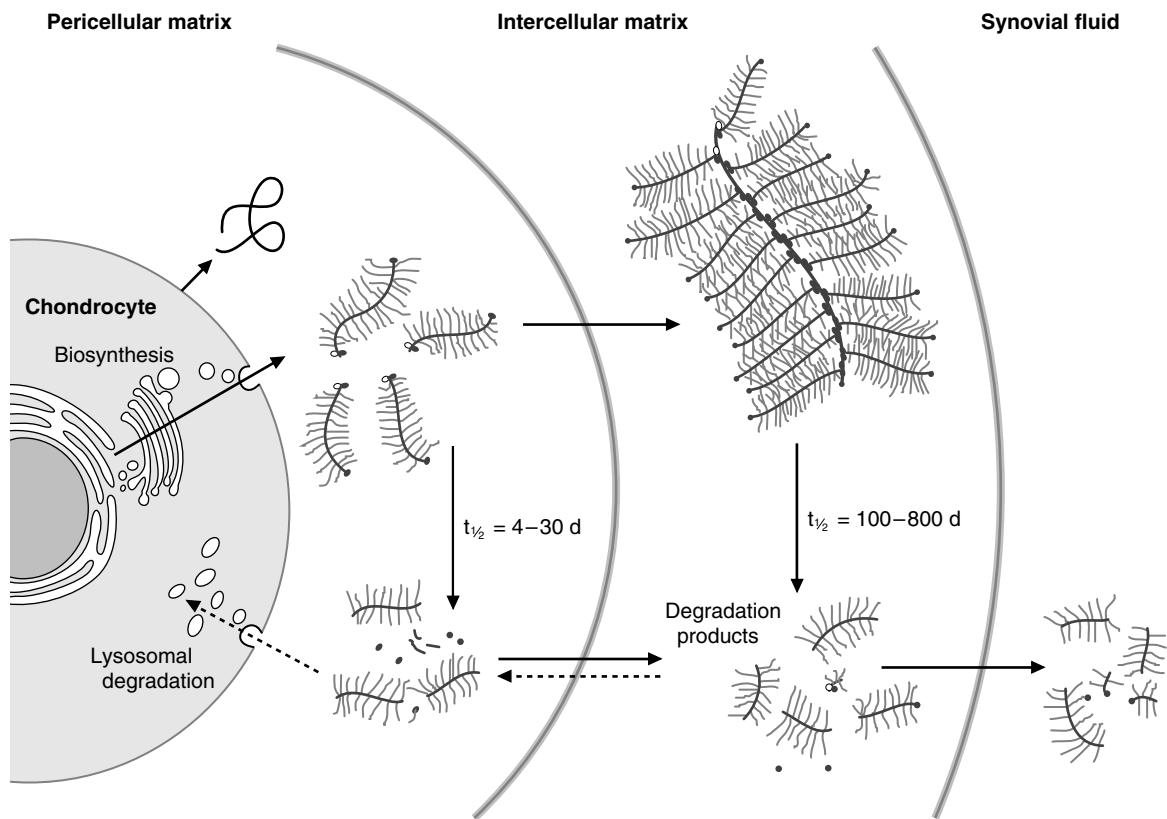 Pericellular matrix
Intercellular matrix
Synovial fluid
Chondrocyte
Biosynthesis
t½ = 4–30 d
t½ = 100–800 d
Degradation
products
Lysosomal
degradation